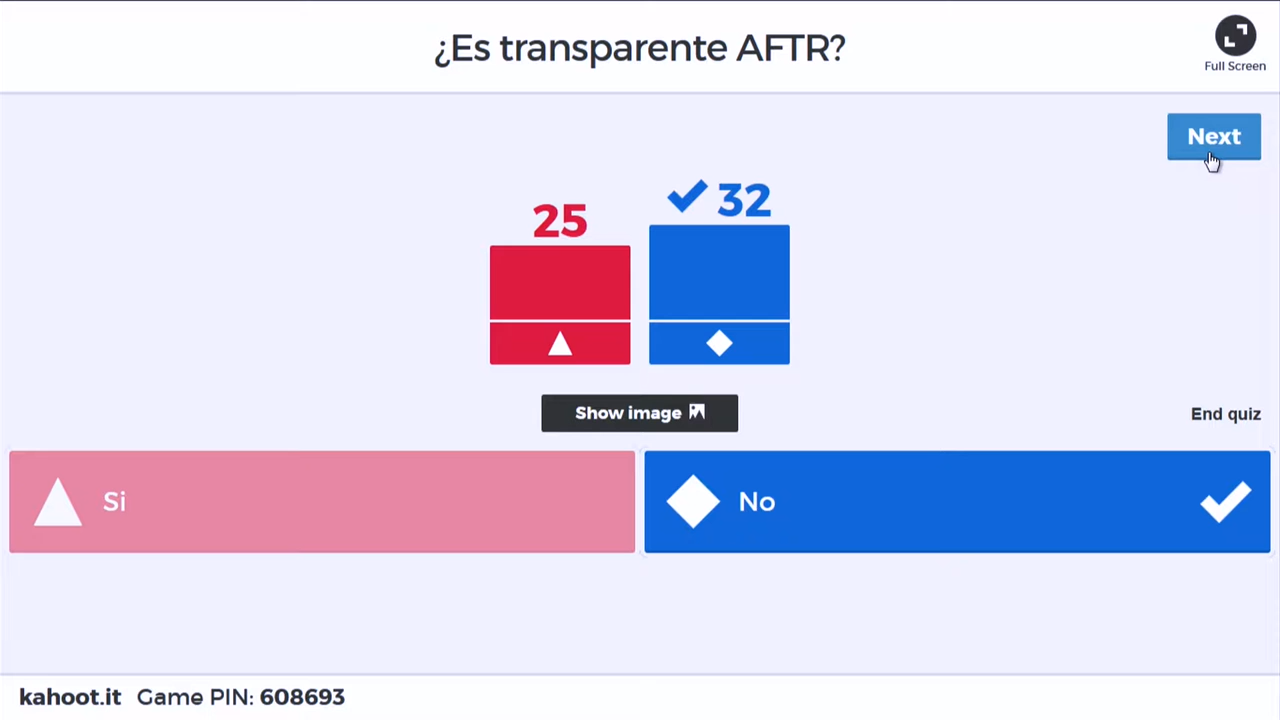 ¿Es transparente AFTR?
Full Screen
Next
25
32
Show image
End quiz
Si
No
kahoot.it Game PIN: 608693